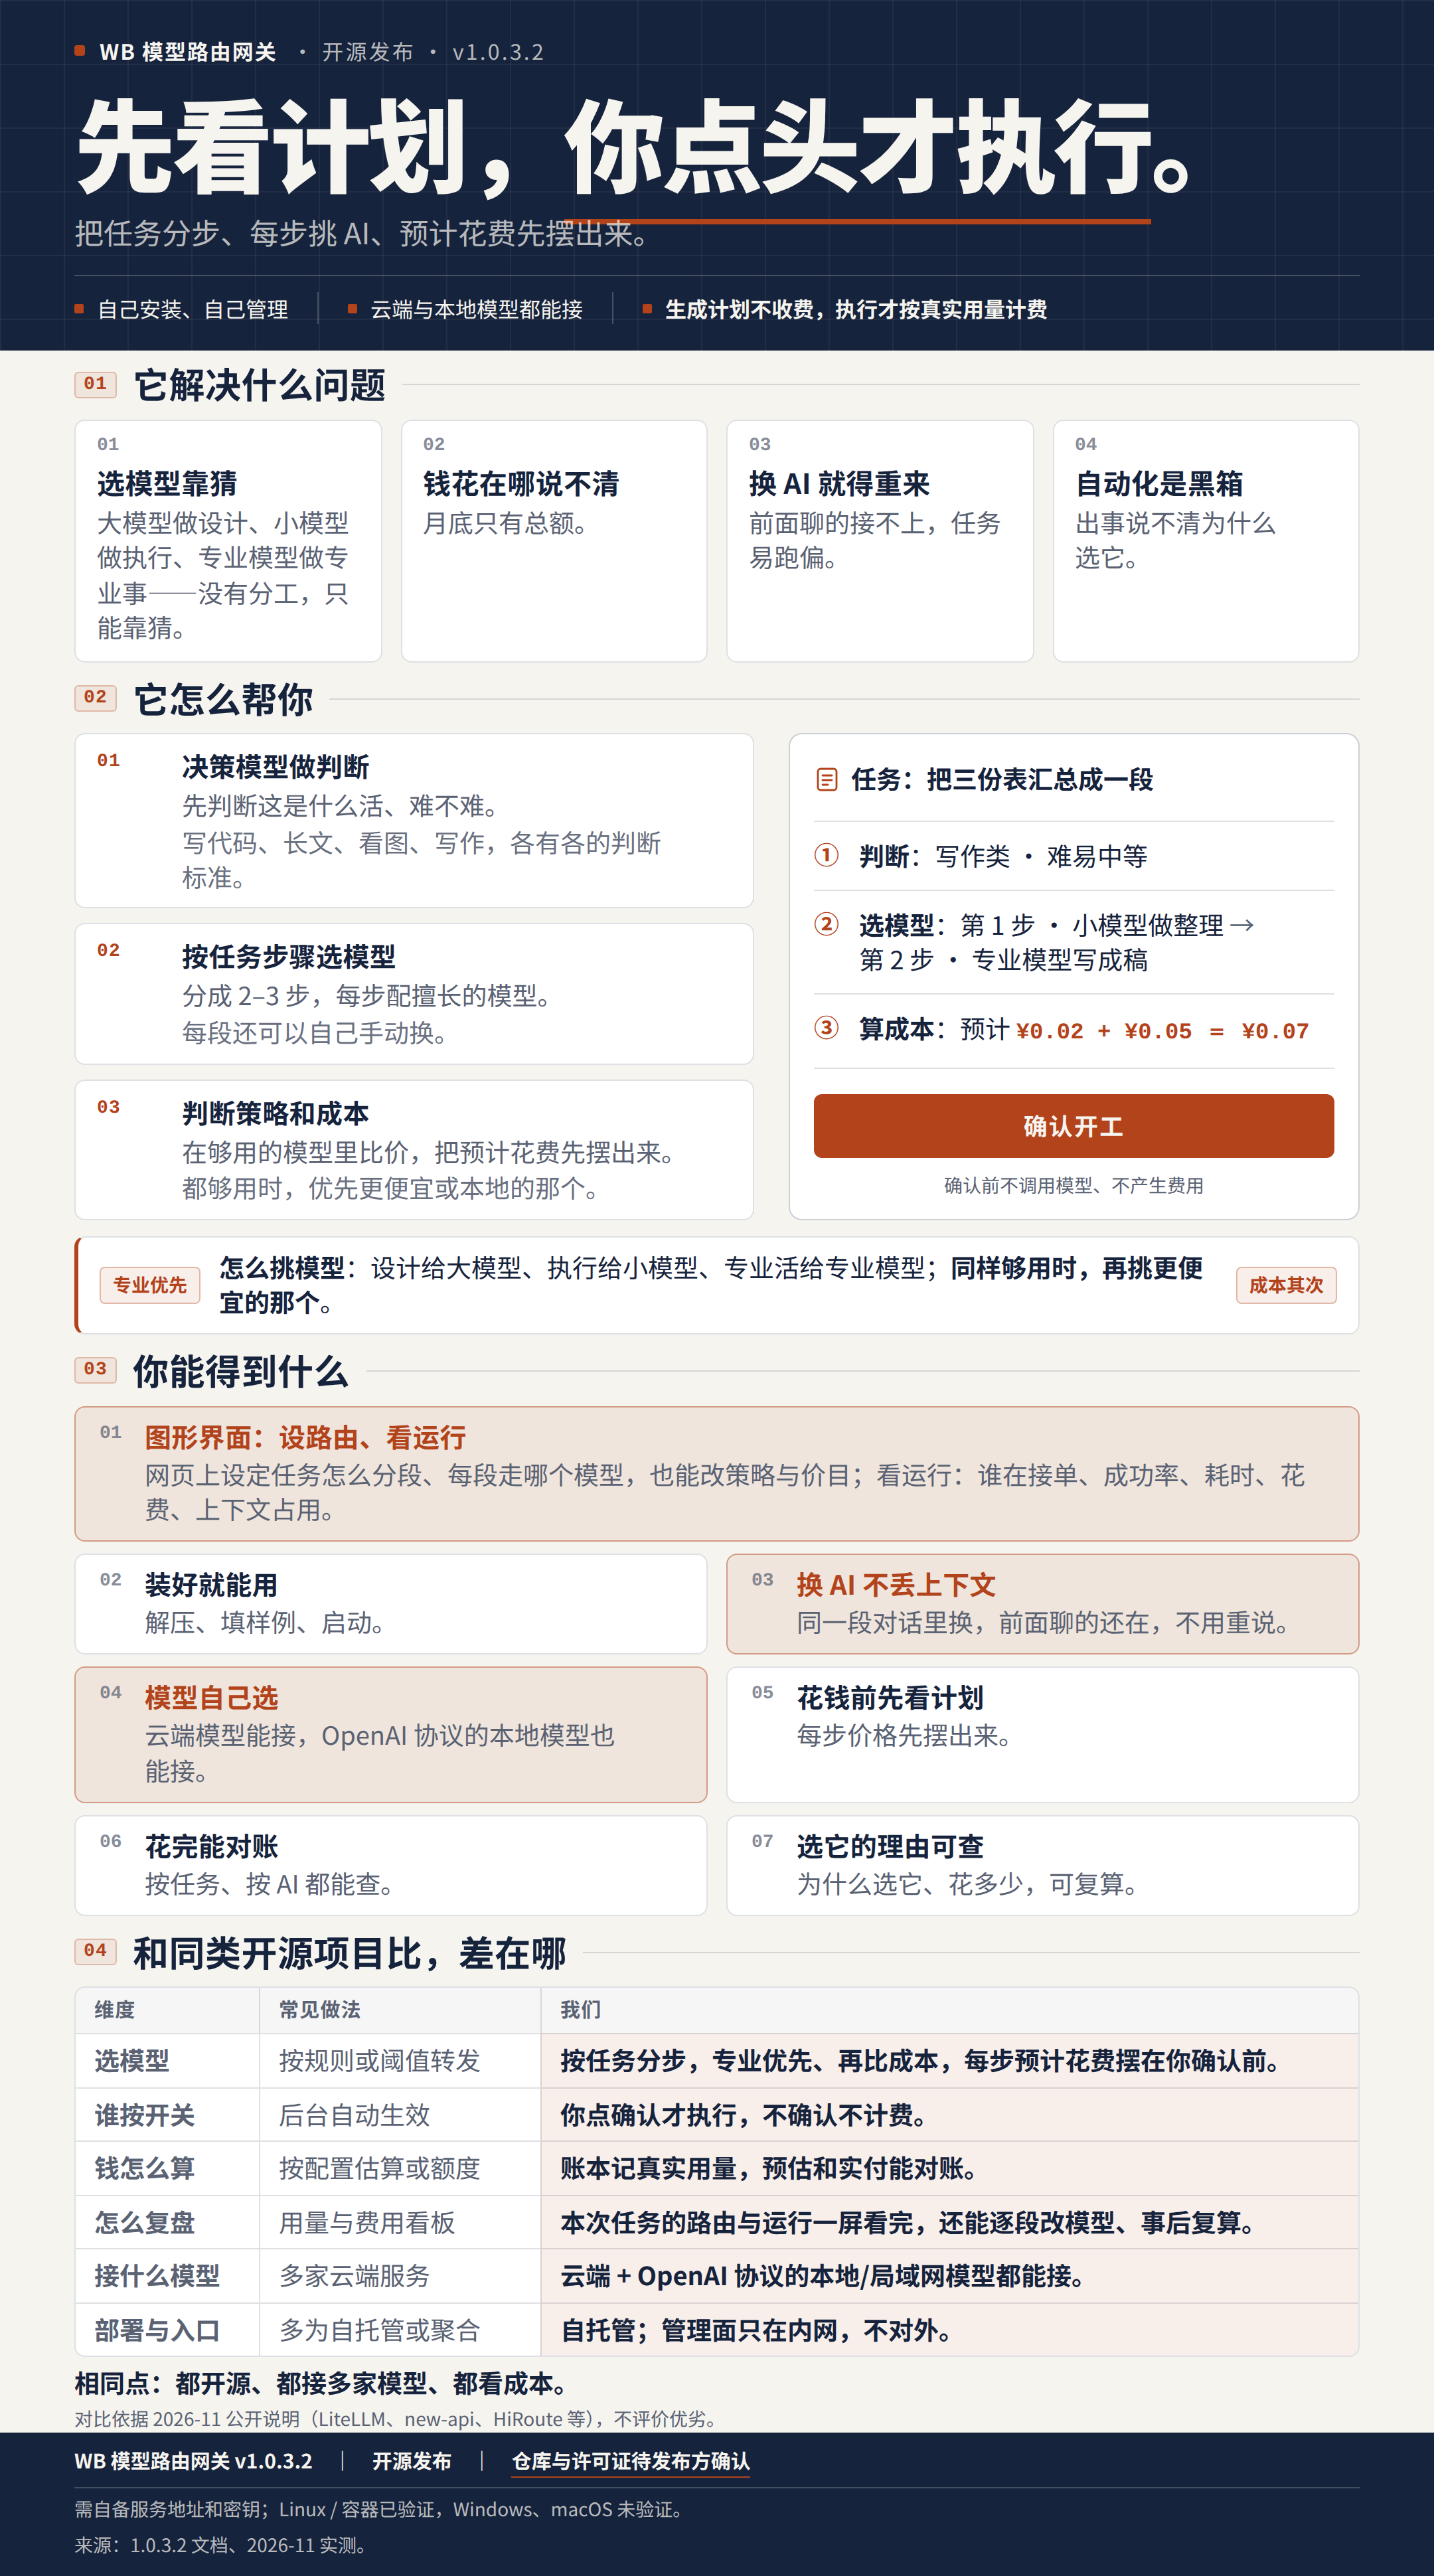 WB 模型路由网关 · 开源发布 · v1.0.3.2
先看计划，你点头才执行。
把任务分步、每步挑 AI、预计花费先摆出来。
自己安装、自己管理
云端与本地模型都能接
生成计划不收费，执行才按真实用量计费
01 它解决什么问题
01
选模型靠猜
大模型做设计、小模型
做执行、专业模型做专
业事——没有分工，只
能靠猜。
02
钱花在哪说不清
月底只有总额。
03
换 AI 就得重来
前面聊的接不上，任务
易跑偏。
04
自动化是黑箱
出事说不清为什么
选它。
02 它怎么帮你
01 决策模型做判断
先判断这是什么活、难不难。
写代码、长文、看图、写作，各有各的判断
标准。
02 按任务步骤选模型
分成 2–3 步，每步配擅长的模型。
每段还可以自己手动换。
03 判断策略和成本
在够用的模型里比价，把预计花费先摆出来。
都够用时，优先更便宜或本地的那个。
任务：把三份表汇总成一段
① 判断：写作类 · 难易中等
② 选模型：第 1 步 · 小模型做整理 →
第 2 步 · 专业模型写成稿
③ 算成本：预计 ¥0.02 + ¥0.05 = ¥0.07
确认开工
确认前不调用模型、不产生费用
专业优先
怎么挑模型：设计给大模型、执行给小模型、专业活给专业模型；同样够用时，再挑更便
宜的那个。
成本其次
03 你能得到什么
01 图形界面：设路由、看运行
网页上设定任务怎么分段、每段走哪个模型，也能改策略与价目；看运行：谁在接单、成功率、耗时、花
费、上下文占用。
02 装好就能用
解压、填样例、启动。
03 换 AI 不丢上下文
同一段对话里换，前面聊的还在，不用重说。
04 模型自己选
云端模型能接，OpenAI 协议的本地模型也
能接。
05 花钱前先看计划
每步价格先摆出来。
06 花完能对账
按任务、按 AI 都能查。
07 选它的理由可查
为什么选它、花多少，可复算。
04 和同类开源项目比，差在哪
维度 常见做法 我们
选模型 按规则或阈值转发 按任务分步，专业优先、再比成本，每步预计花费摆在你确认前。
谁按开关 后台自动生效 你点确认才执行，不确认不计费。
钱怎么算 按配置估算或额度 账本记真实用量，预估和实付能对账。
怎么复盘 用量与费用看板 本次任务的路由与运行一屏看完，还能逐段改模型、事后复算。
接什么模型 多家云端服务 云端 + OpenAI 协议的本地/局域网模型都能接。
部署与入口 多为自托管或聚合 自托管；管理面只在内网，不对外。
相同点：都开源、都接多家模型、都看成本。
对比依据 2026-11 公开说明（LiteLLM、new-api、HiRoute 等），不评价优劣。
WB 模型路由网关 v1.0.3.2 | 开源发布 | 仓库与许可证待发布方确认
需自备服务地址和密钥；Linux / 容器已验证，Windows、macOS 未验证。
来源：1.0.3.2 文档、2026-11 实测。